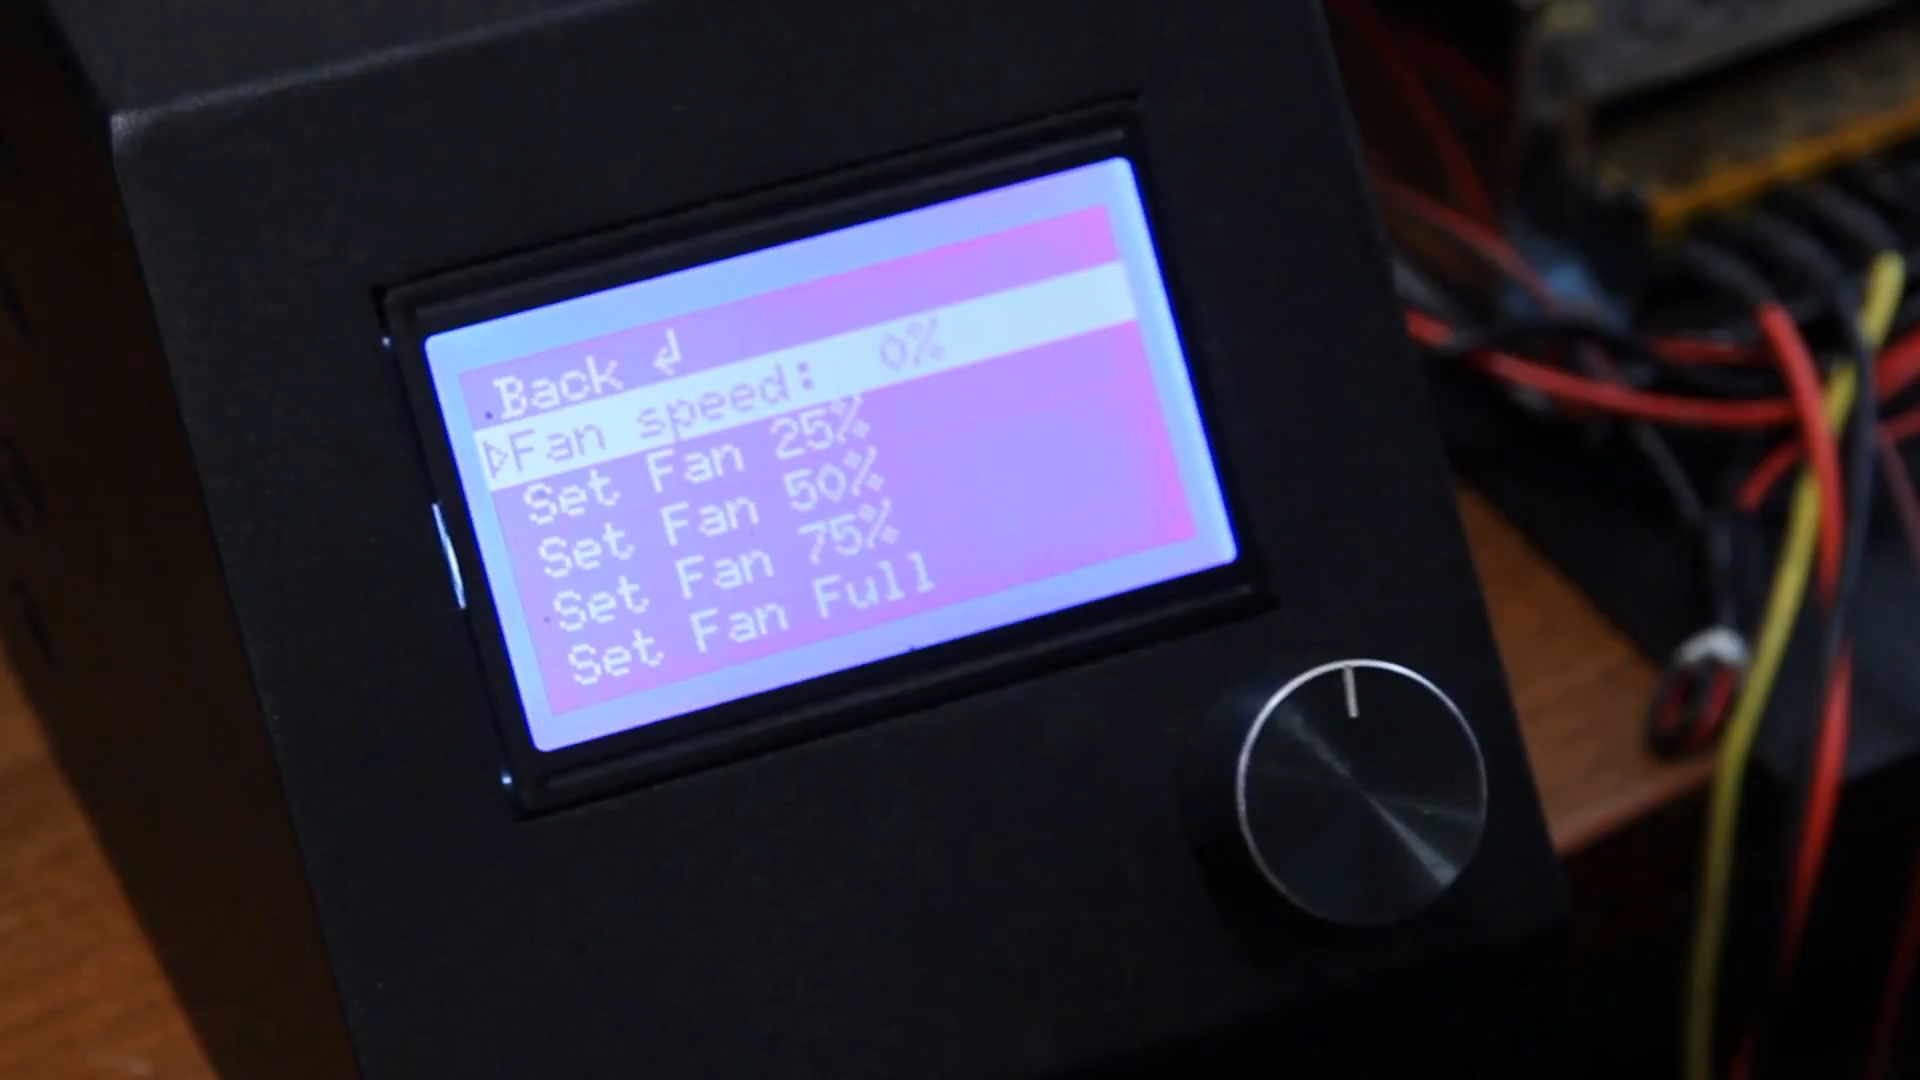 Back ↲
Fan speed: 0%
Set Fan 25%
Set Fan 50%
Set Fan 75%
Set Fan Full